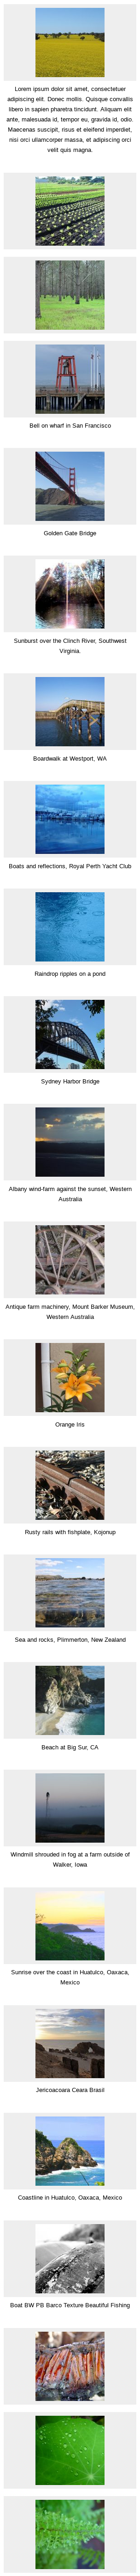 Lorem ipsum dolor sit amet, consectetuer
adipiscing elit. Donec mollis. Quisque convallis
libero in sapien pharetra tincidunt. Aliquam elit
ante, malesuada id, tempor eu, gravida id, odio.
Maecenas suscipit, risus et eleifend imperdiet,
nisi orci ullamcorper massa, et adipiscing orci
velit quis magna.
Bell on wharf in San Francisco
Golden Gate Bridge
Sunburst over the Clinch River, Southwest
Virginia.
Boardwalk at Westport, WA
Boats and reflections, Royal Perth Yacht Club
Raindrop ripples on a pond
Sydney Harbor Bridge
Albany wind-farm against the sunset, Western
Australia
Antique farm machinery, Mount Barker Museum,
Western Australia
Orange Iris
Rusty rails with fishplate, Kojonup
Sea and rocks, Plimmerton, New Zealand
Beach at Big Sur, CA
Windmill shrouded in fog at a farm outside of
Walker, Iowa
Sunrise over the coast in Huatulco, Oaxaca,
Mexico
Jericoacoara Ceara Brasil
Coastline in Huatulco, Oaxaca, Mexico
Boat BW PB Barco Texture Beautiful Fishing